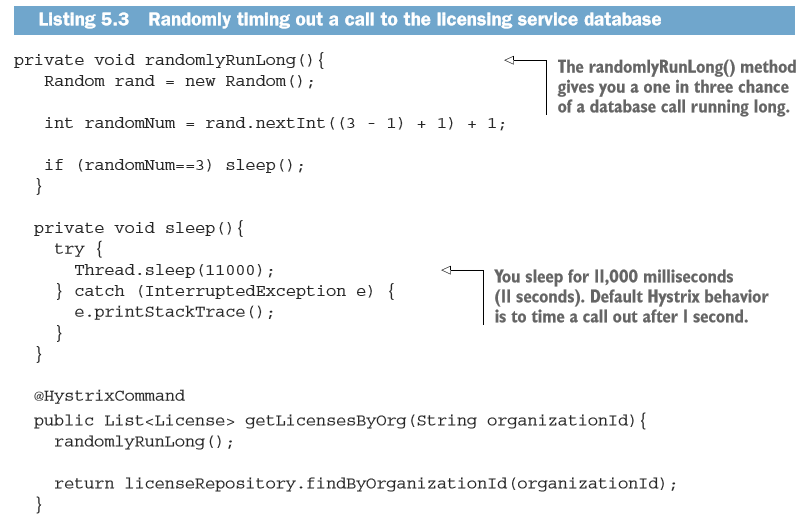 Listing 5.3 Randomly timing out a call to the licensing service database
private void randomlyRunLong(){
Random rand = new Random();
int randomNum = rand.nextInt((3 - 1) + 1) + 1;
if (randomNum==3) sleep();
}
The randomlyRunLong() method
gives you a one in three chance
of a database call running long.
private void sleep(){
try {
Thread.sleep(11000);
} catch (InterruptedException e) {
e.printStackTrace();
}
}
You sleep for 11,000 milliseconds
(11 seconds). Default Hystrix behavior
is to time a call out after 1 second.
@HystrixCommand
public List<License> getLicensesByOrg(String organizationId){
randomlyRunLong();
return licenseRepository.findByOrganizationId(organizationId);
}